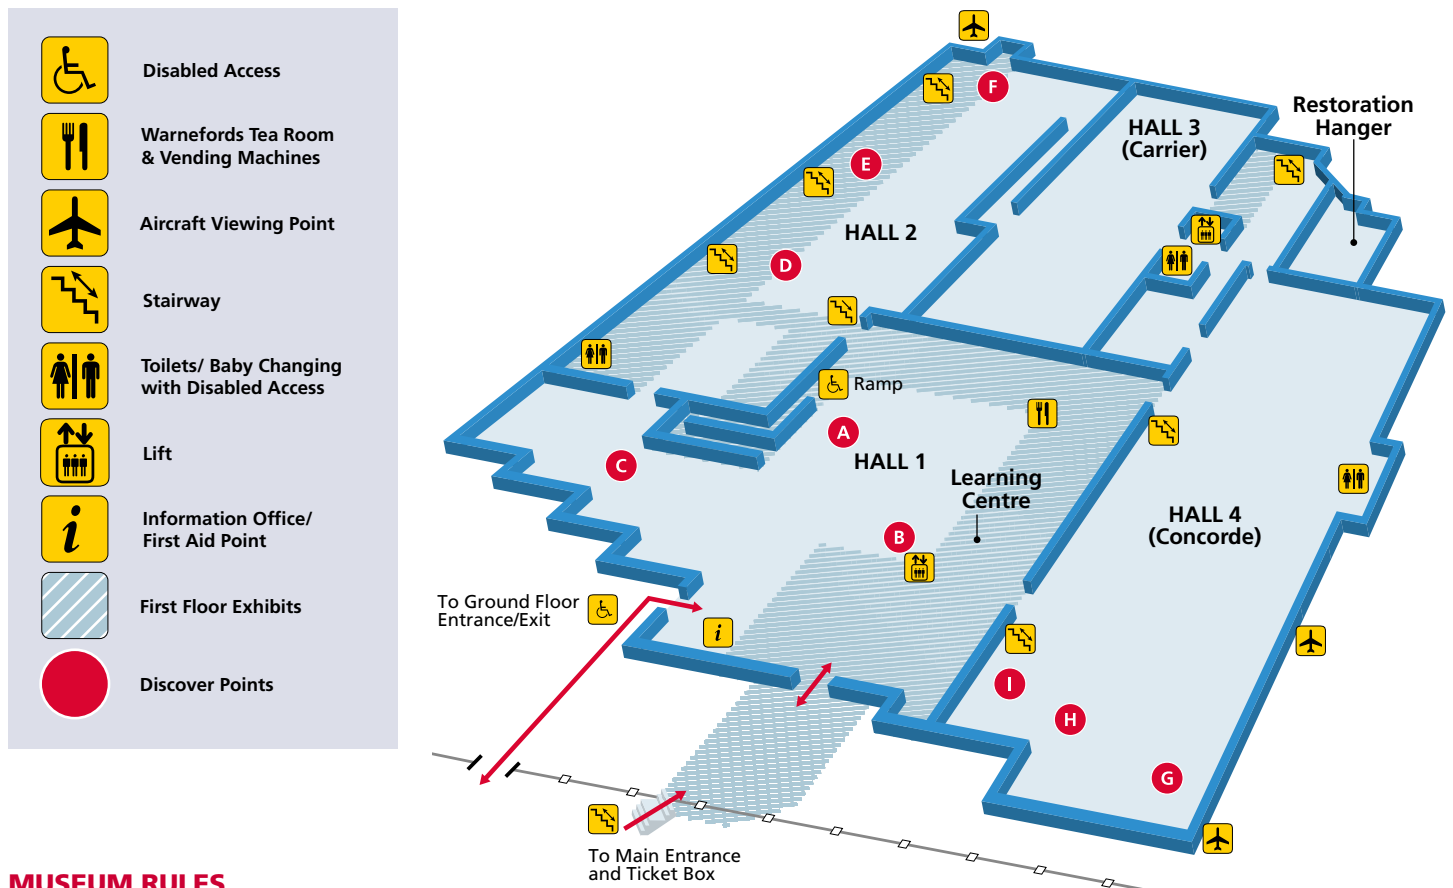 Disabled Access
Warnefords Tea Room
& Vending Machines
Aircraft Viewing Point
Stairway
Toilets/ Baby Changing
with Disabled Access
Lift
i
Information Office/
First Aid Point
First Floor Exhibits
Discover Points
MUSEUM RULES
F
Restoration
Hanger
HALL 3
(Carrier)
E
HALL 2
D
Ramp
A
HALL 1
C
Learning
Centre
B
HALL 4
(Concorde)
To Ground Floor
Entrance/Exit
i
I
H
G
To Main Entrance
and Ticket Box